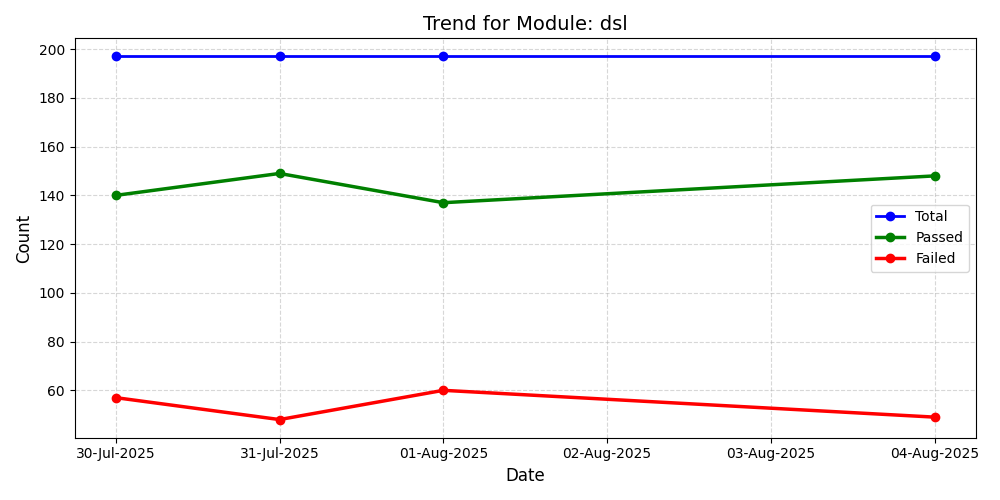 Trend for Module: dsl
200
180
160
140
120
100
80
60
Count
Total
Passed
Failed
30-Jul-2025 31-Jul-2025 01-Aug-2025 02-Aug-2025 03-Aug-2025 04-Aug-2025
Date